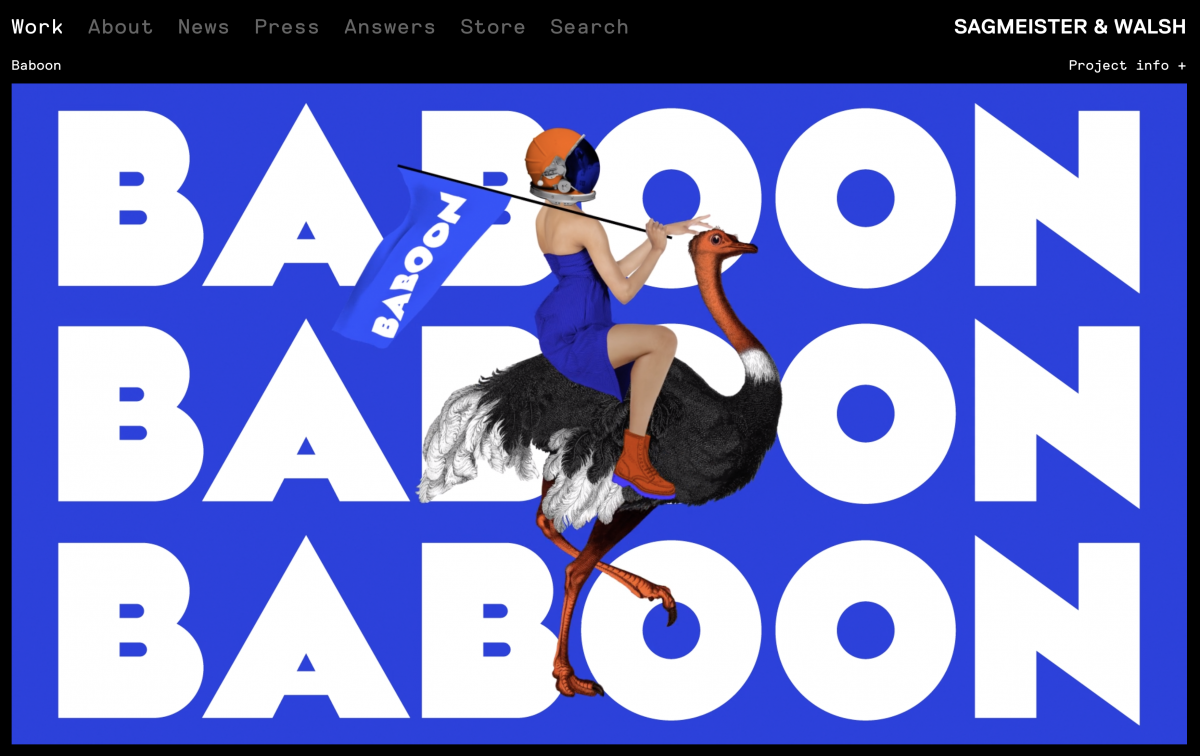 Work About News Press Answers Store Search
SAGMEISTER & WALSH
Baboon
Project info +
BABOON
BABOON
BABOON
BABOON